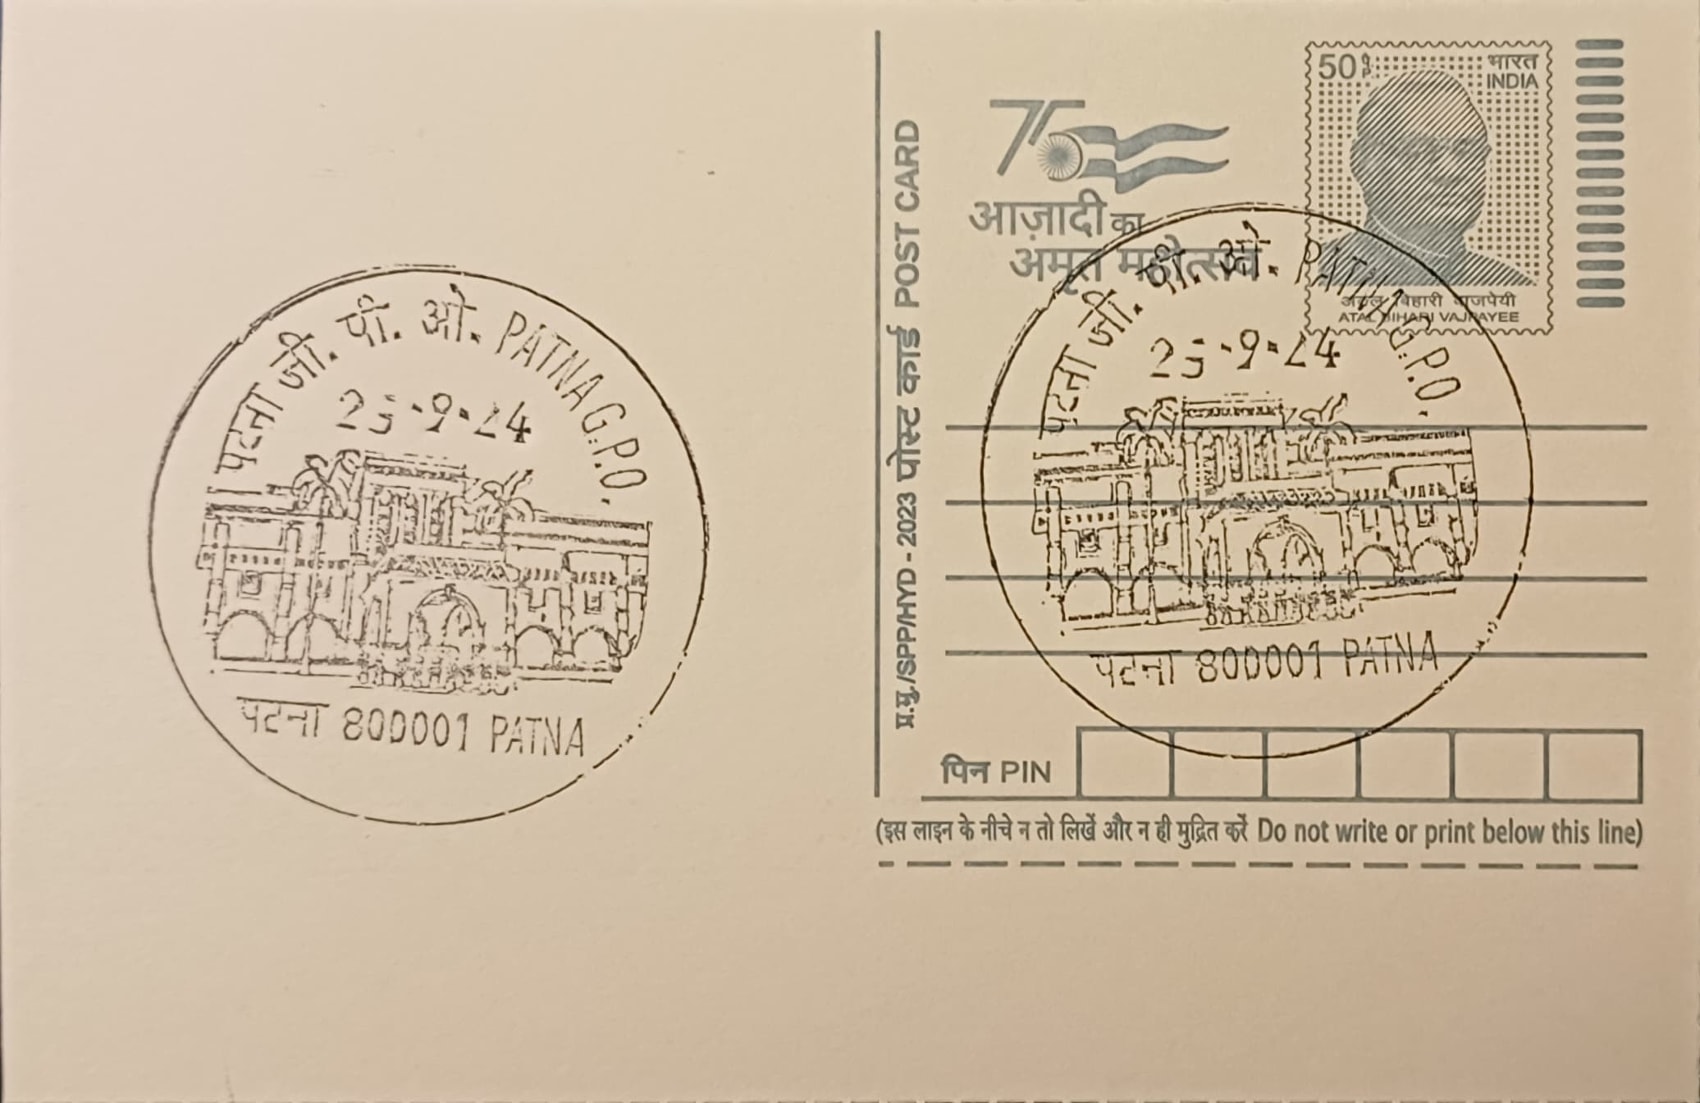 पटना जी. पी. ओ. PATNA G.P.O.
25-9-24
पटना 800001 PATNA
प्र.मु./SPP/HYD - 2023 पोस्ट कार्ड POST CARD
75
आज़ादी का
अमृत महोत्सव
50 पै. P.
भारत
INDIA
अटल बिहारी वाजपेयी
ATAL BIHARI VAJPAYEE
पटना जी. पी. ओ. PATNA G.P.O.
25-9-24
पटना 800001 PATNA
पिन PIN
(इस लाइन के नीचे न तो लिखें और न ही मुद्रित करें Do not write or print below this line)